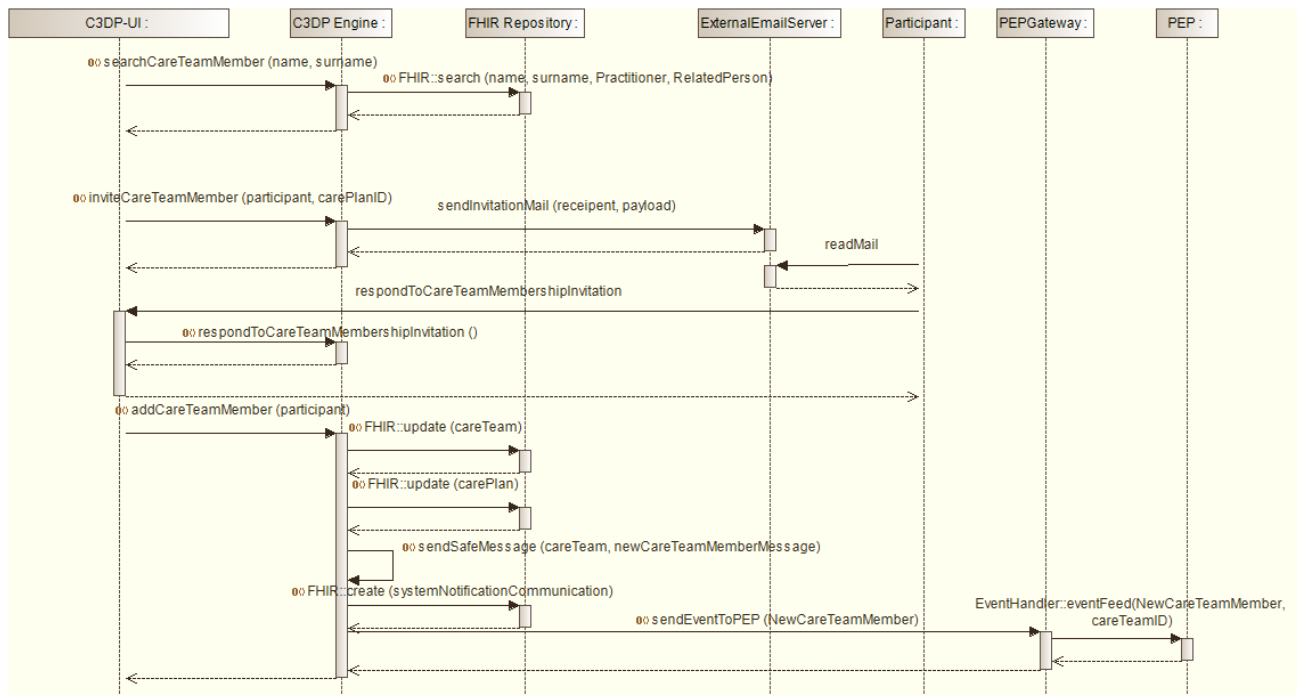 C3DP-UI :
C3DP Engine :
FHIR Repository :
ExternalEmailServer :
Participant :
PEPGateway :
PEP :
searchCareTeamMember (name, surname)
FHIR::search (name, surname, Practitioner, RelatedPerson)
inviteCareTeamMember (participant, carePlanID)
sendInvitationMail (receipent, payload)
readMail
respondToCareTeamMembershipInvitation
respondToCareTeamMembershipInvitation ()
addCareTeamMember (participant)
FHIR::update (careTeam)
FHIR::update (carePlan)
sendSafeMessage (careTeam, newCareTeamMemberMessage)
FHIR::create (systemNotificationCommunication)
EventHandler::eventFeed(NewCareTeamMember,
careTeamID)
sendEventToPEP (NewCareTeamMember)